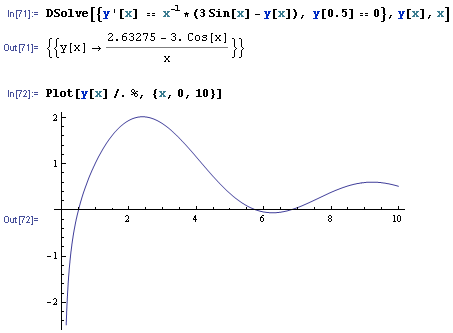 In[71]:= DSolve[{y'[x] == x^-1*(3 Sin[x] - y[x]), y[0.5] == 0}, y[x], x]
Out[71]= {{y[x] → (2.63275 - 3. Cos[x])/x}}
In[72]:= Plot[y[x] /. %, {x, 0, 10}]
2
1
2 4 6 8 10
Out[72]=
-1
-2